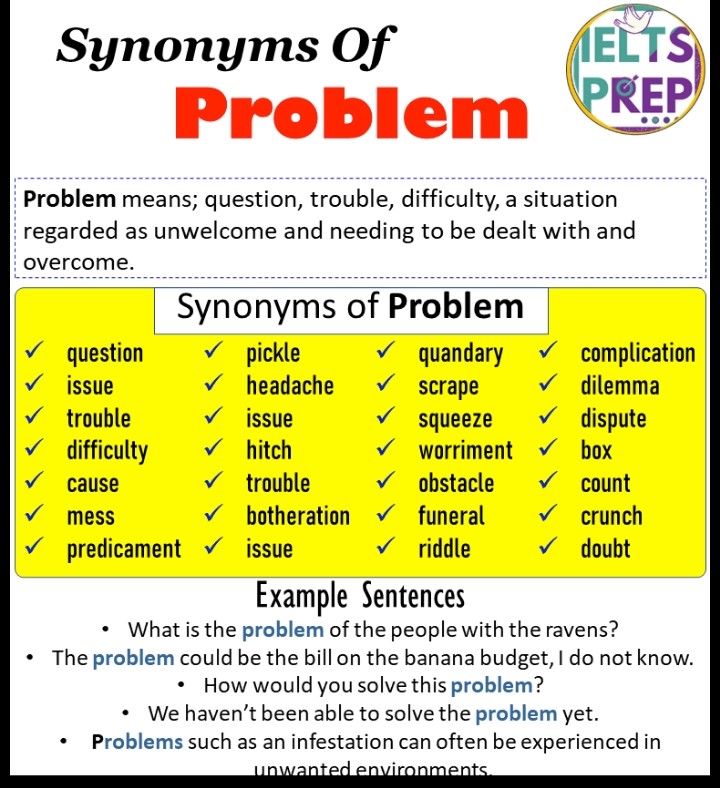 Synonyms Of
Problem
IELTS
PREP
Problem means; question, trouble, difficulty, a situation
regarded as unwelcome and needing to be dealt with and
overcome.
Synonyms of Problem
✓ question ✓ pickle ✓ quandary ✓ complication
✓ issue ✓ headache ✓ scrape ✓ dilemma
✓ trouble ✓ issue ✓ squeeze ✓ dispute
✓ difficulty ✓ hitch ✓ worriment ✓ box
✓ cause ✓ trouble ✓ obstacle ✓ count
✓ mess ✓ botheration ✓ funeral ✓ crunch
✓ predicament ✓ issue ✓ riddle ✓ doubt
Example Sentences
• What is the problem of the people with the ravens?
• The problem could be the bill on the banana budget, I do not know.
• How would you solve this problem?
• We haven't been able to solve the problem yet.
• Problems such as an infestation can often be experienced in
unwanted environments.